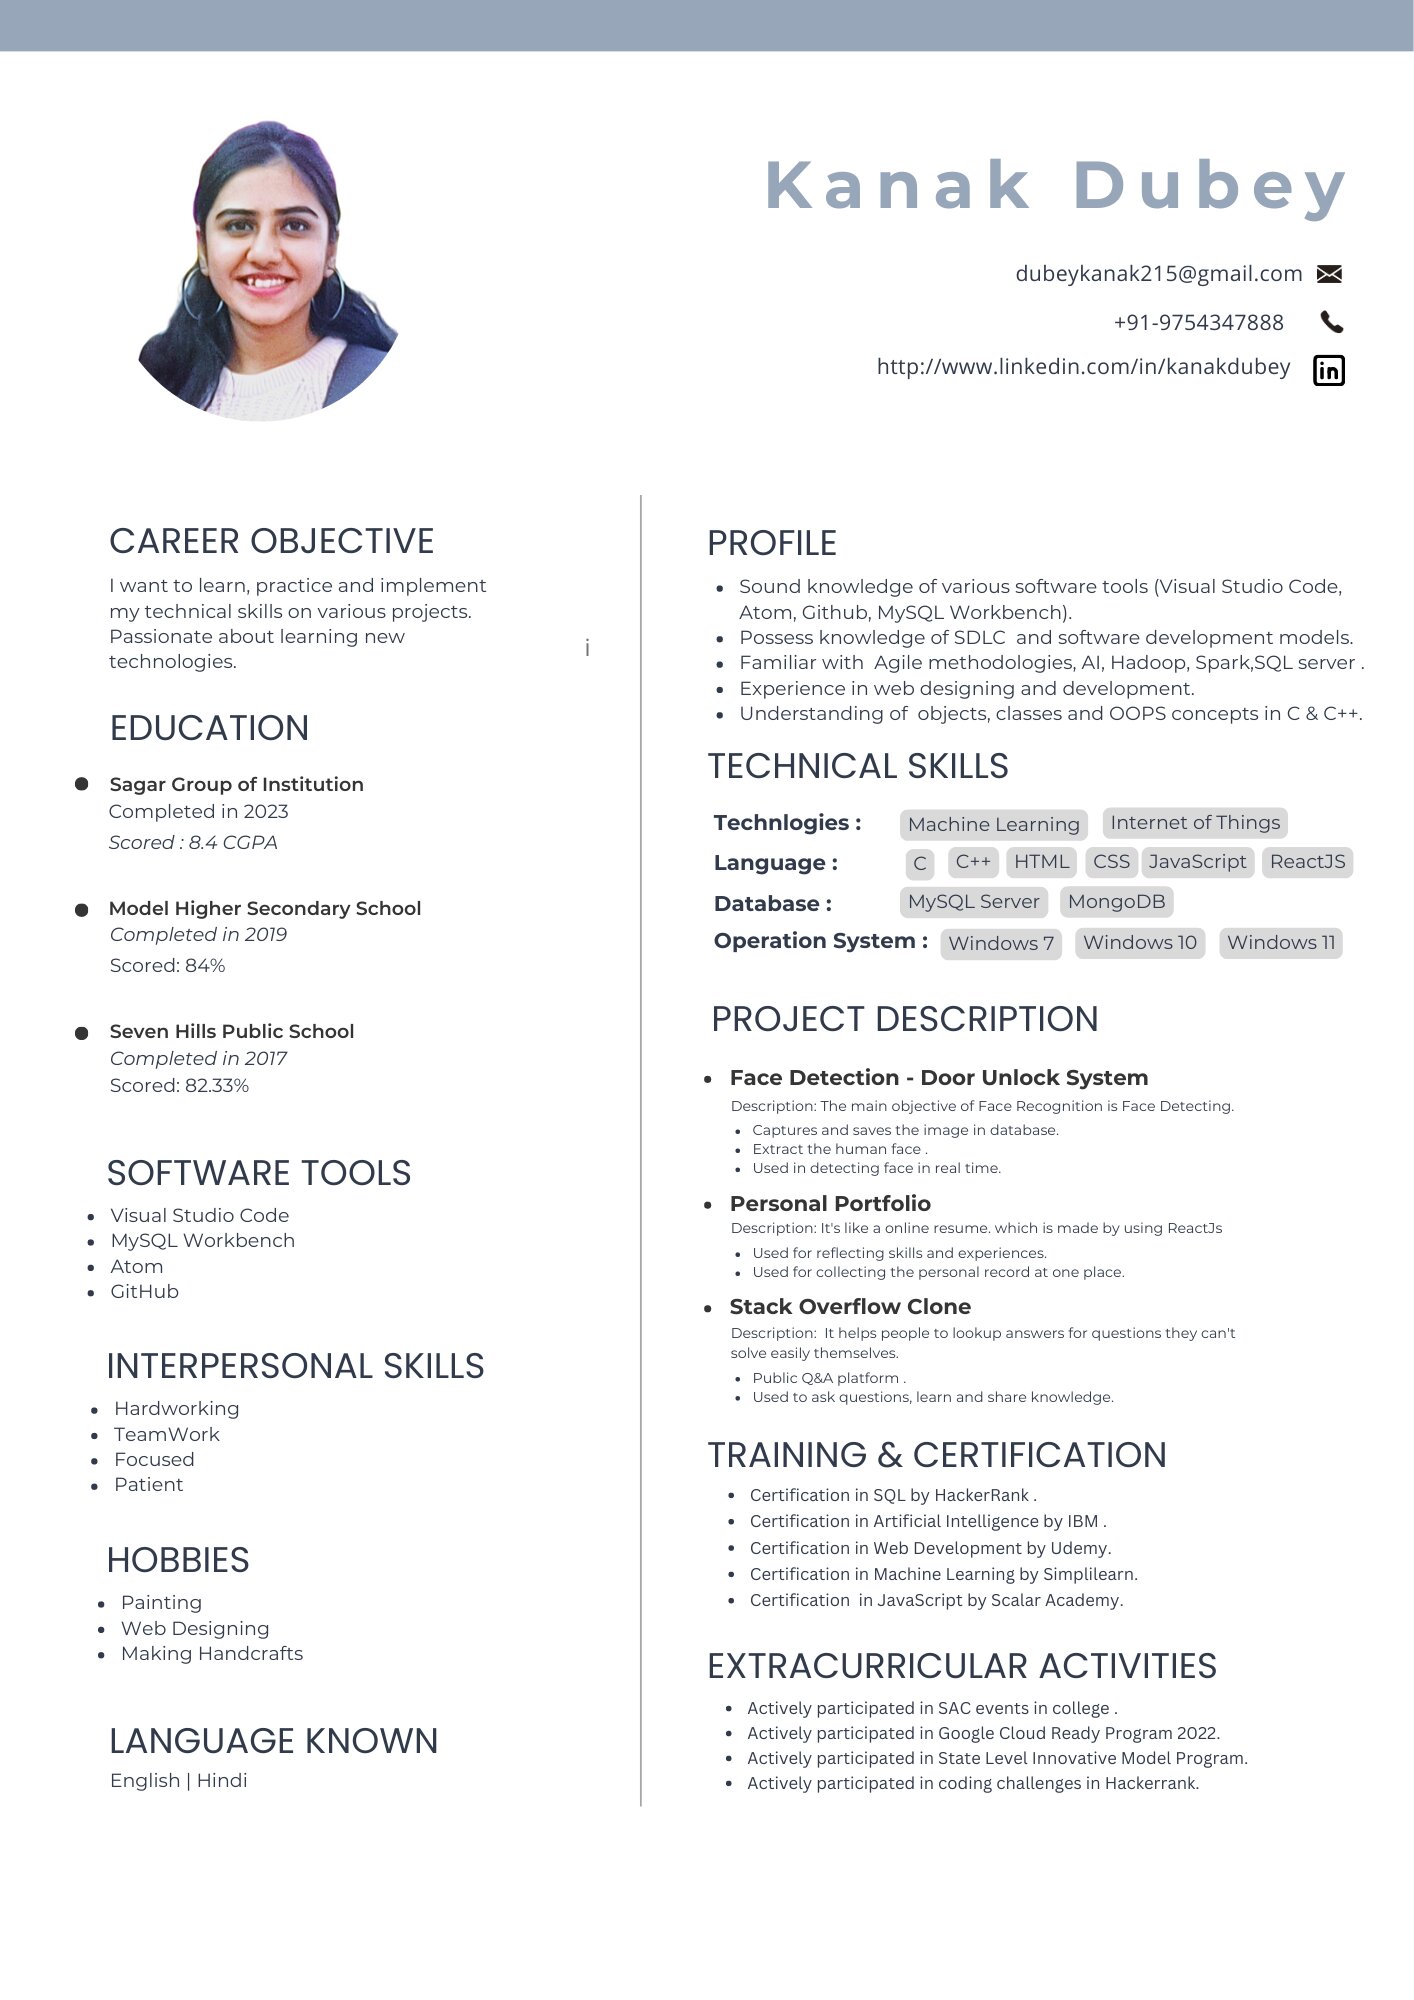 Kanak Dubey
dubeykanak215@gmail.com
+91-9754347888
http://www.linkedin.com/in/kanakdubey
in
CAREER OBJECTIVE
I want to learn, practice and implement
my technical skills on various projects.
Passionate about learning new
technologies.
i
EDUCATION
Sagar Group of Institution
Completed in 2023
Scored : 8.4 CGPA
Model Higher Secondary School
Completed in 2019
Scored: 84%
Seven Hills Public School
Completed in 2017
Scored: 82.33%
SOFTWARE TOOLS
• Visual Studio Code
• MySQL Workbench
• Atom
• GitHub
INTERPERSONAL SKILLS
• Hardworking
• TeamWork
• Focused
• Patient
HOBBIES
• Painting
• Web Designing
• Making Handcrafts
LANGUAGE KNOWN
English | Hindi
PROFILE
• Sound knowledge of various software tools (Visual Studio Code,
Atom, Github, MySQL Workbench).
• Possess knowledge of SDLC  and software development models.
• Familiar with  Agile methodologies, AI, Hadoop, Spark,SQL server .
• Experience in web designing and development.
• Understanding of  objects, classes and OOPS concepts in C & C++.
TECHNICAL SKILLS
Technlogies : Machine Learning Internet of Things
Language : C C++ HTML CSS JavaScript ReactJS
Database : MySQL Server MongoDB
Operation System : Windows 7 Windows 10 Windows 11
PROJECT DESCRIPTION
• Face Detection - Door Unlock System
Description: The main objective of Face Recognition is Face Detecting.
• Captures and saves the image in database.
• Extract the human face .
• Used in detecting face in real time.
• Personal Portfolio
Description: It's like a online resume. which is made by using ReactJs
• Used for reflecting skills and experiences.
• Used for collecting the personal record at one place.
• Stack Overflow Clone
Description:  It helps people to lookup answers for questions they can't
solve easily themselves.
• Public Q&A platform .
• Used to ask questions, learn and share knowledge.
TRAINING & CERTIFICATION
• Certification in SQL by HackerRank .
• Certification in Artificial Intelligence by IBM .
• Certification in Web Development by Udemy.
• Certification in Machine Learning by Simplilearn.
• Certification  in JavaScript by Scalar Academy.
EXTRACURRICULAR ACTIVITIES
• Actively participated in SAC events in college .
• Actively participated in Google Cloud Ready Program 2022.
• Actively participated in State Level Innovative Model Program.
• Actively participated in coding challenges in Hackerrank.